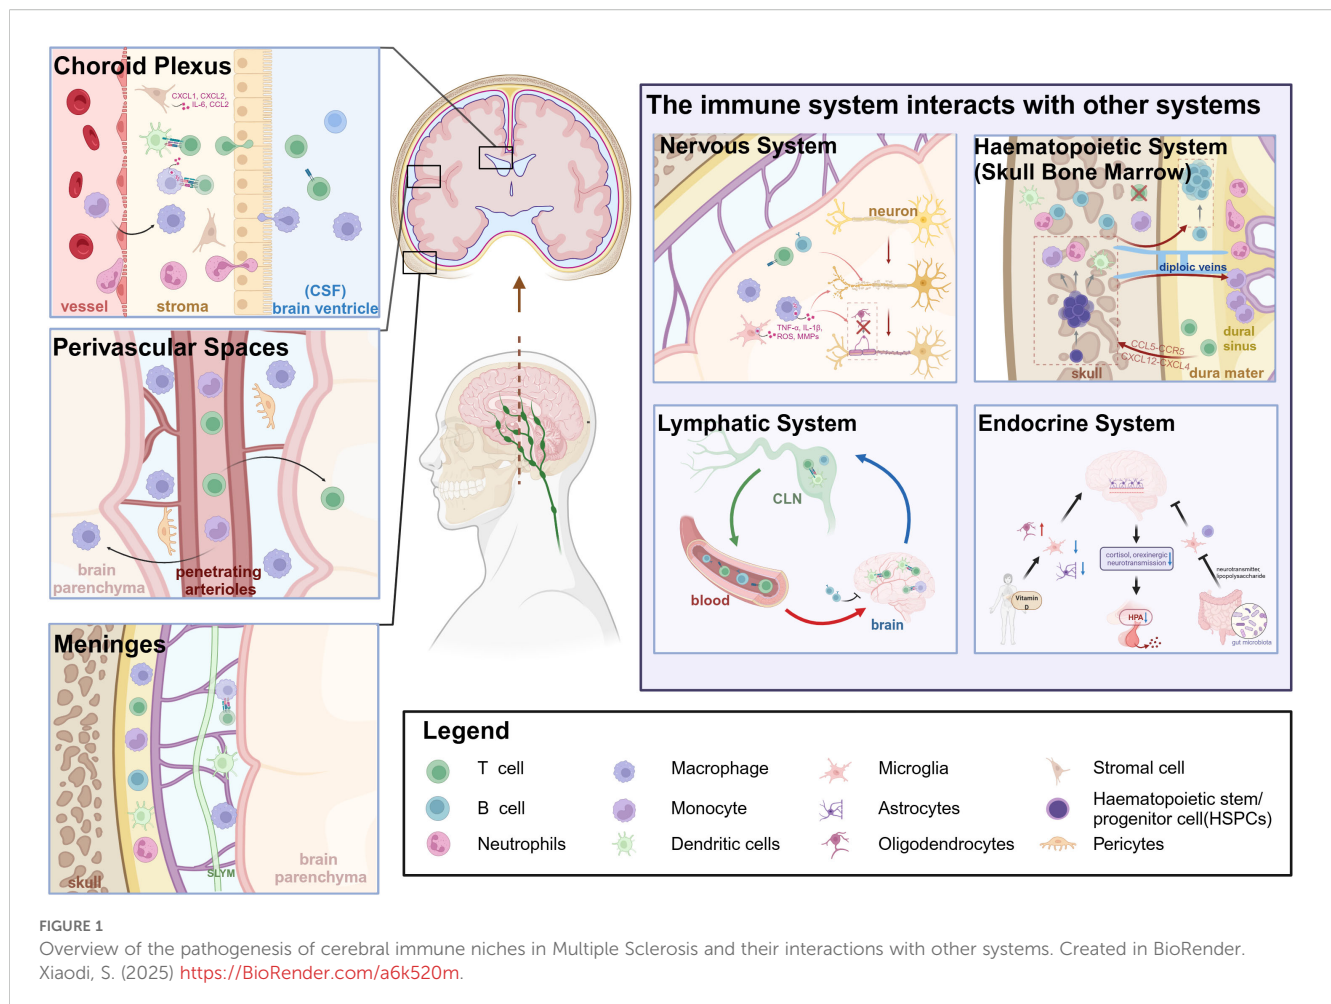 Choroid Plexus
CXCL1, CXCL2,
IL-6, CCL2
vessel
stroma
(CSF)
brain ventricle
Perivascular Spaces
brain
parenchyma
penetrating
arterioles
Meninges
skull
SLYM
brain
parenchyma
The immune system interacts with other systems
Nervous System
neuron
TNF-α, IL-1β,
ROS, MMPs
Haematopoietic System
(Skull Bone Marrow)
diploic veins
dural
sinus
CCL5-CCR5
CXCL12-CXCL4
skull
dura mater
Lymphatic System
CLN
blood
brain
Endocrine System
cortisol, orexinergic
neurotransmission
neurotransmitter,
lipopolysaccharide
Vitamin
D
HPA
gut microbiota
Legend
T cell
Macrophage
Microglia
Stromal cell
B cell
Monocyte
Astrocytes
Haematopoietic stem/
progenitor cell(HSPCs)
Neutrophils
Dendritic cells
Oligodendrocytes
Pericytes
FIGURE 1
Overview of the pathogenesis of cerebral immune niches in Multiple Sclerosis and their interactions with other systems. Created in BioRender.
Xiaodi, S. (2025) https://BioRender.com/a6k520m.